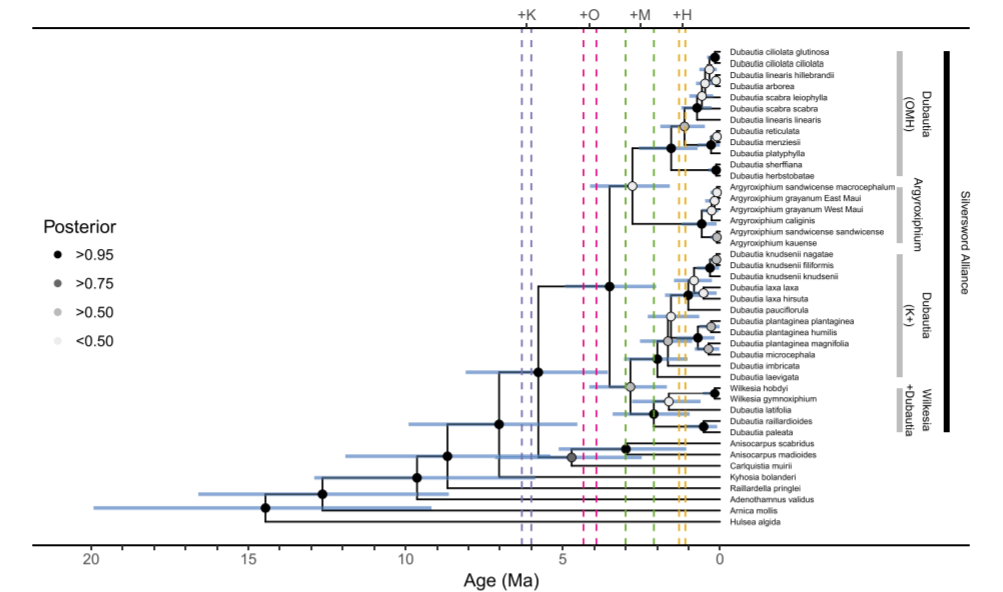 +K +O +M +H
Dubautia ciliolata glutinosa
Dubautia ciliolata ciliolata
Dubautia linearis hillebrandii
Dubautia arborea
Dubautia scabra leiophylla
Dubautia scabra scabra
Dubautia linearis linearis
Dubautia reticulata
Dubautia menziesii
Dubautia platyphylla
Dubautia sherffiana
Dubautia herbstobatae
Argyroxiphium sandwicense macrocephalum
Argyroxiphium grayanum East Maui
Argyroxiphium grayanum West Maui
Argyroxiphium caliginis
Argyroxiphium sandwicense sandwicense
Argyroxiphium kauense
Dubautia knudsenii nagatae
Dubautia knudsenii filiformis
Dubautia knudsenii knudsenii
Dubautia laxa laxa
Dubautia laxa hirsuta
Dubautia pauciflorula
Dubautia plantaginea plantaginea
Dubautia plantaginea humilis
Dubautia plantaginea magnifolia
Dubautia microcephala
Dubautia imbricata
Dubautia laevigata
Wilkesia hobdyi
Wilkesia gymnoxiphium
Dubautia latifolia
Dubautia raillardioides
Dubautia paleata
Anisocarpus scabridus
Anisocarpus madioides
Carlquistia muirii
Kyhosia bolanderi
Raillardella pringlei
Adenothamnus validus
Arnica mollis
Hulsea algida
Dubautia
(OMH)
Argyroxiphium
Dubautia
(K+)
Wilkesia
+Dubautia
Silversword Alliance
Posterior
>0.95
>0.75
>0.50
<0.50
20 15 10 5 0
Age (Ma)